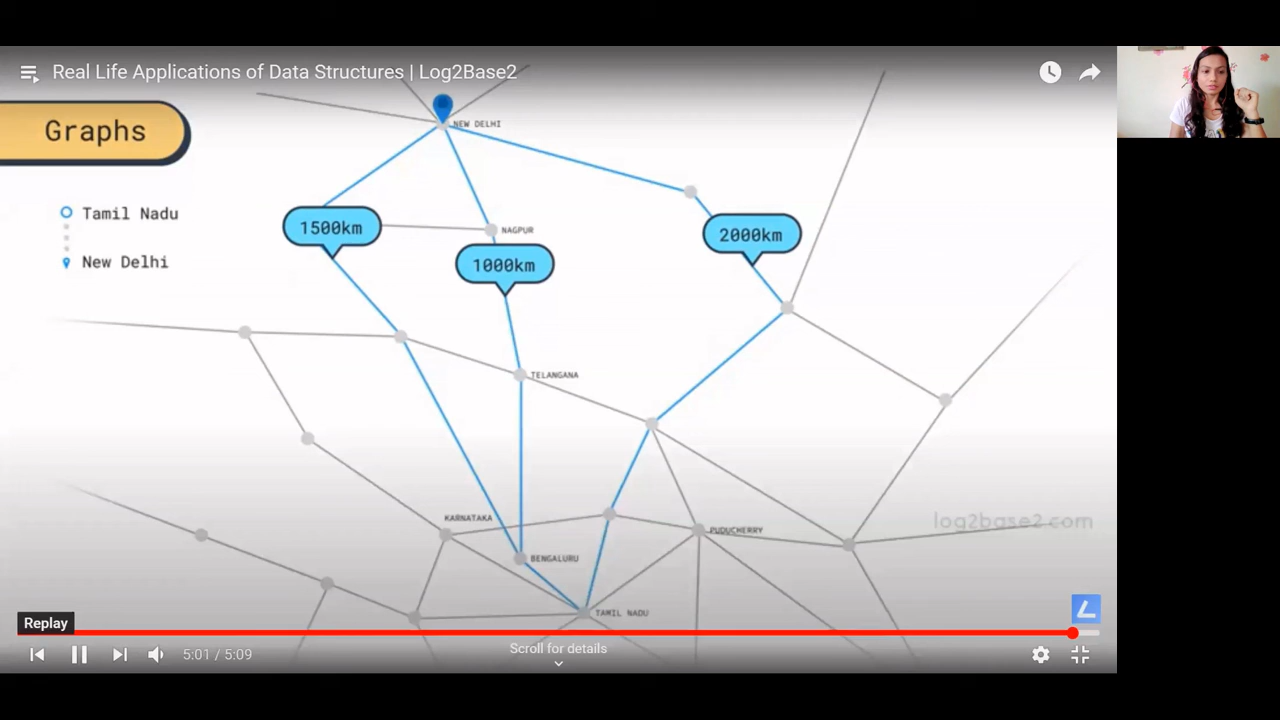 Real Life Applications of Data Structures | Log2Base2
Graphs
NEW DELHI
Tamil Nadu
New Delhi
1500km
NAGPUR
1000km
2000km
TELANGANA
KARNATAKA
log2base2.com
PUDUCHERRY
BENGALURU
TAMIL NADU
Replay
5:01 / 5:09
Scroll for details